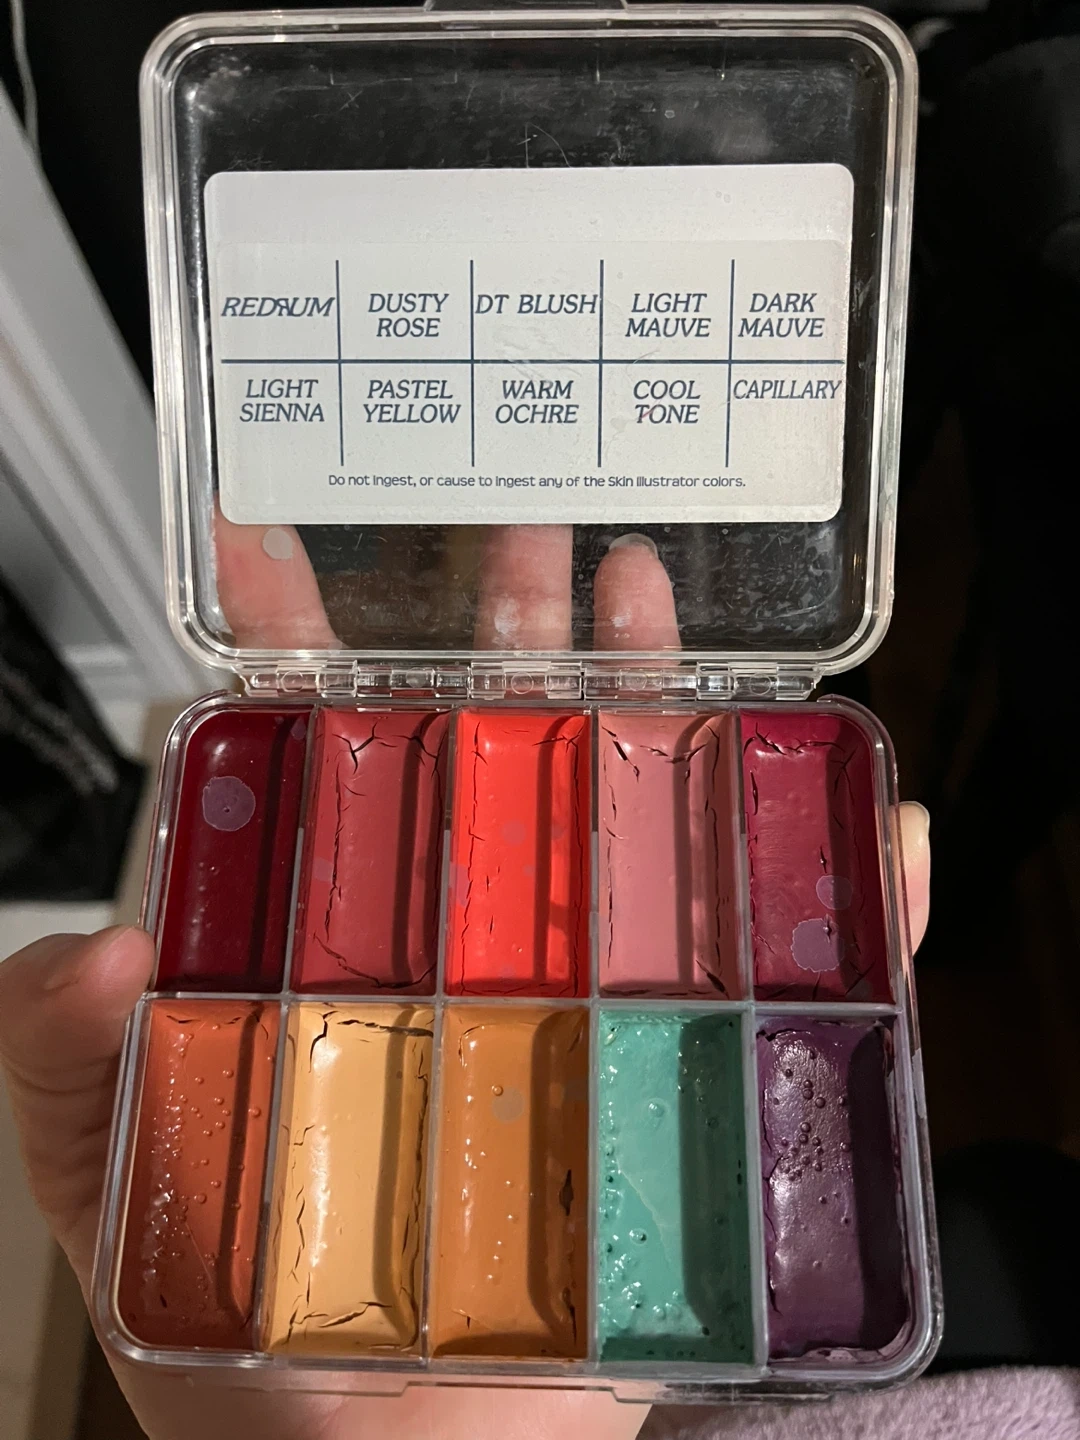 REDRUM
DUSTY
ROSE
DT BLUSH
LIGHT
MAUVE
DARK
MAUVE
LIGHT
SIENNA
PASTEL
YELLOW
WARM
OCHRE
COOL
TONE
CAPILLARY
Do not ingest, or cause to ingest any of the Skin Illustrator colors.